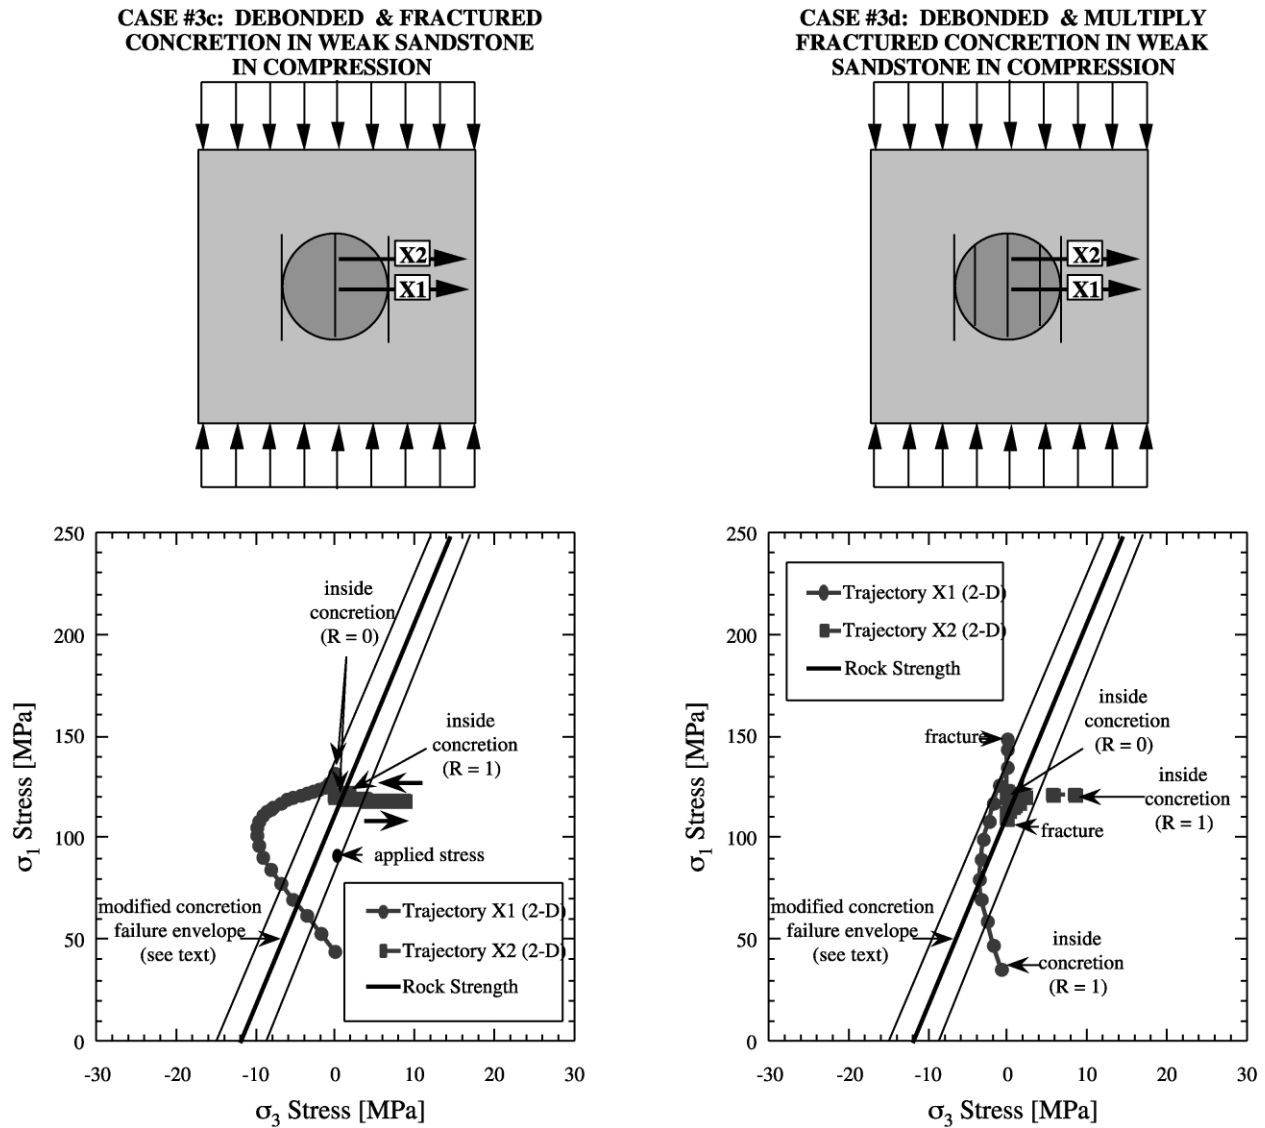 CASE #3c: DEBONDED & FRACTURED
CONCRETION IN WEAK SANDSTONE
IN COMPRESSION
X2
X1
250
200
150
100
50
0
-30
-20
-10
0
10
20
30
σ1 Stress [MPa]
σ3 Stress [MPa]
inside
concretion
(R = 0)
inside
concretion
(R = 1)
applied stress
modified concretion
failure envelope
(see text)
Trajectory X1 (2-D)
Trajectory X2 (2-D)
Rock Strength
CASE #3d: DEBONDED & MULTIPLY
FRACTURED CONCRETION IN WEAK
SANDSTONE IN COMPRESSION
X2
X1
250
200
150
100
50
0
-30
-20
-10
0
10
20
30
σ1 Stress [MPa]
σ3 Stress [MPa]
Trajectory X1 (2-D)
Trajectory X2 (2-D)
Rock Strength
inside
concretion
(R = 0)
fracture
inside
concretion
(R = 1)
fracture
modified concretion
failure envelope
(see text)
inside
concretion
(R = 1)